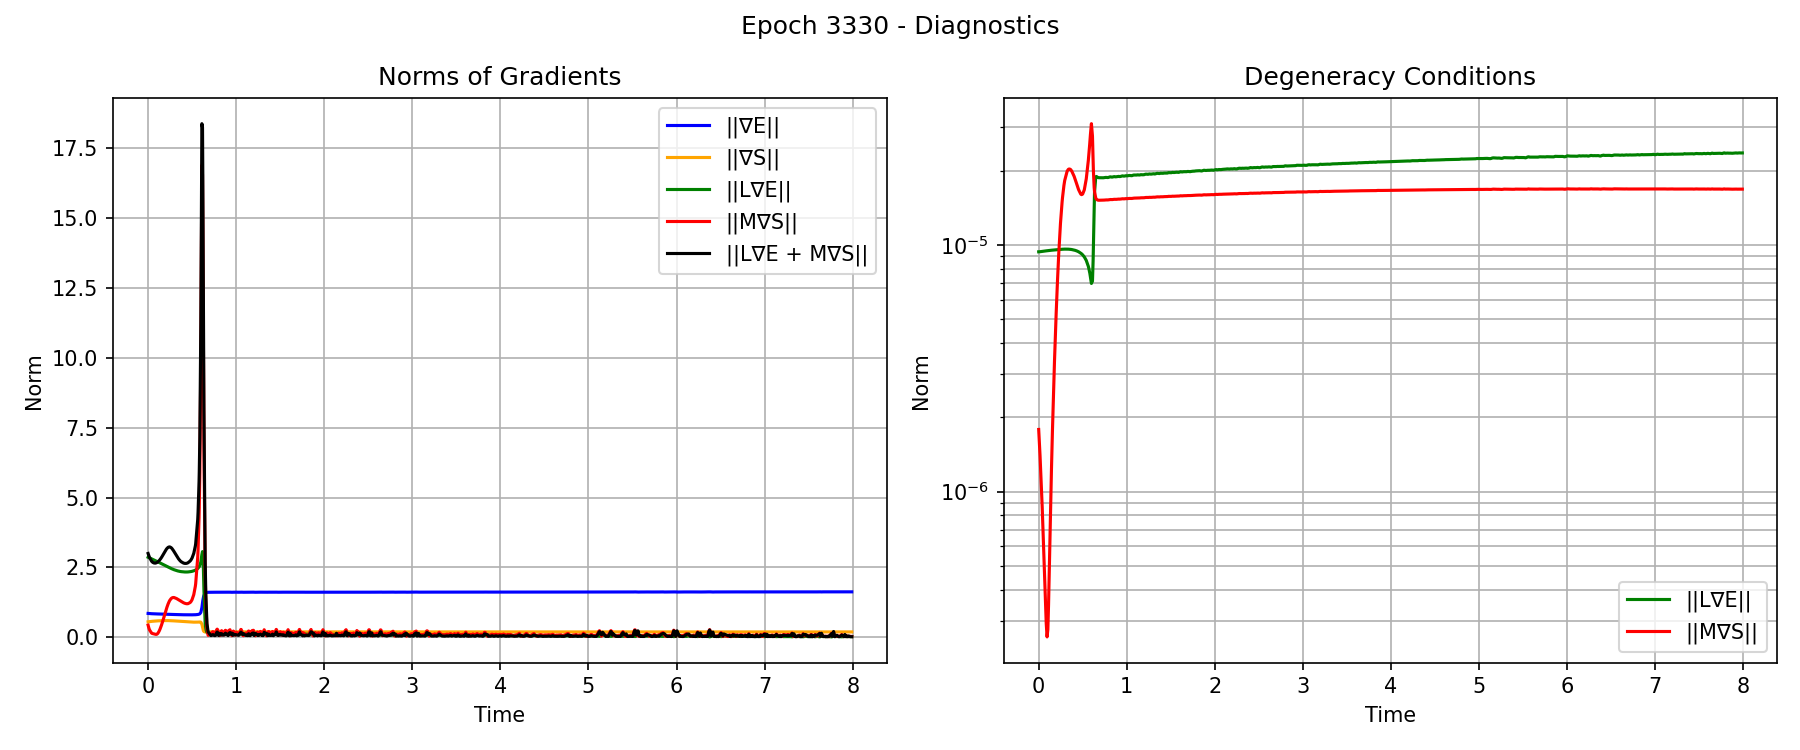 Epoch 3330 - Diagnostics
Norms of Gradients
Norm
17.5
15.0
12.5
10.0
7.5
5.0
2.5
0.0
0 1 2 3 4 5 6 7 8
Time
||∇E||
||∇S||
||L∇E||
||M∇S||
||L∇E + M∇S||
Degeneracy Conditions
Norm
10⁻⁵
10⁻⁶
0 1 2 3 4 5 6 7 8
Time
||L∇E||
||M∇S||